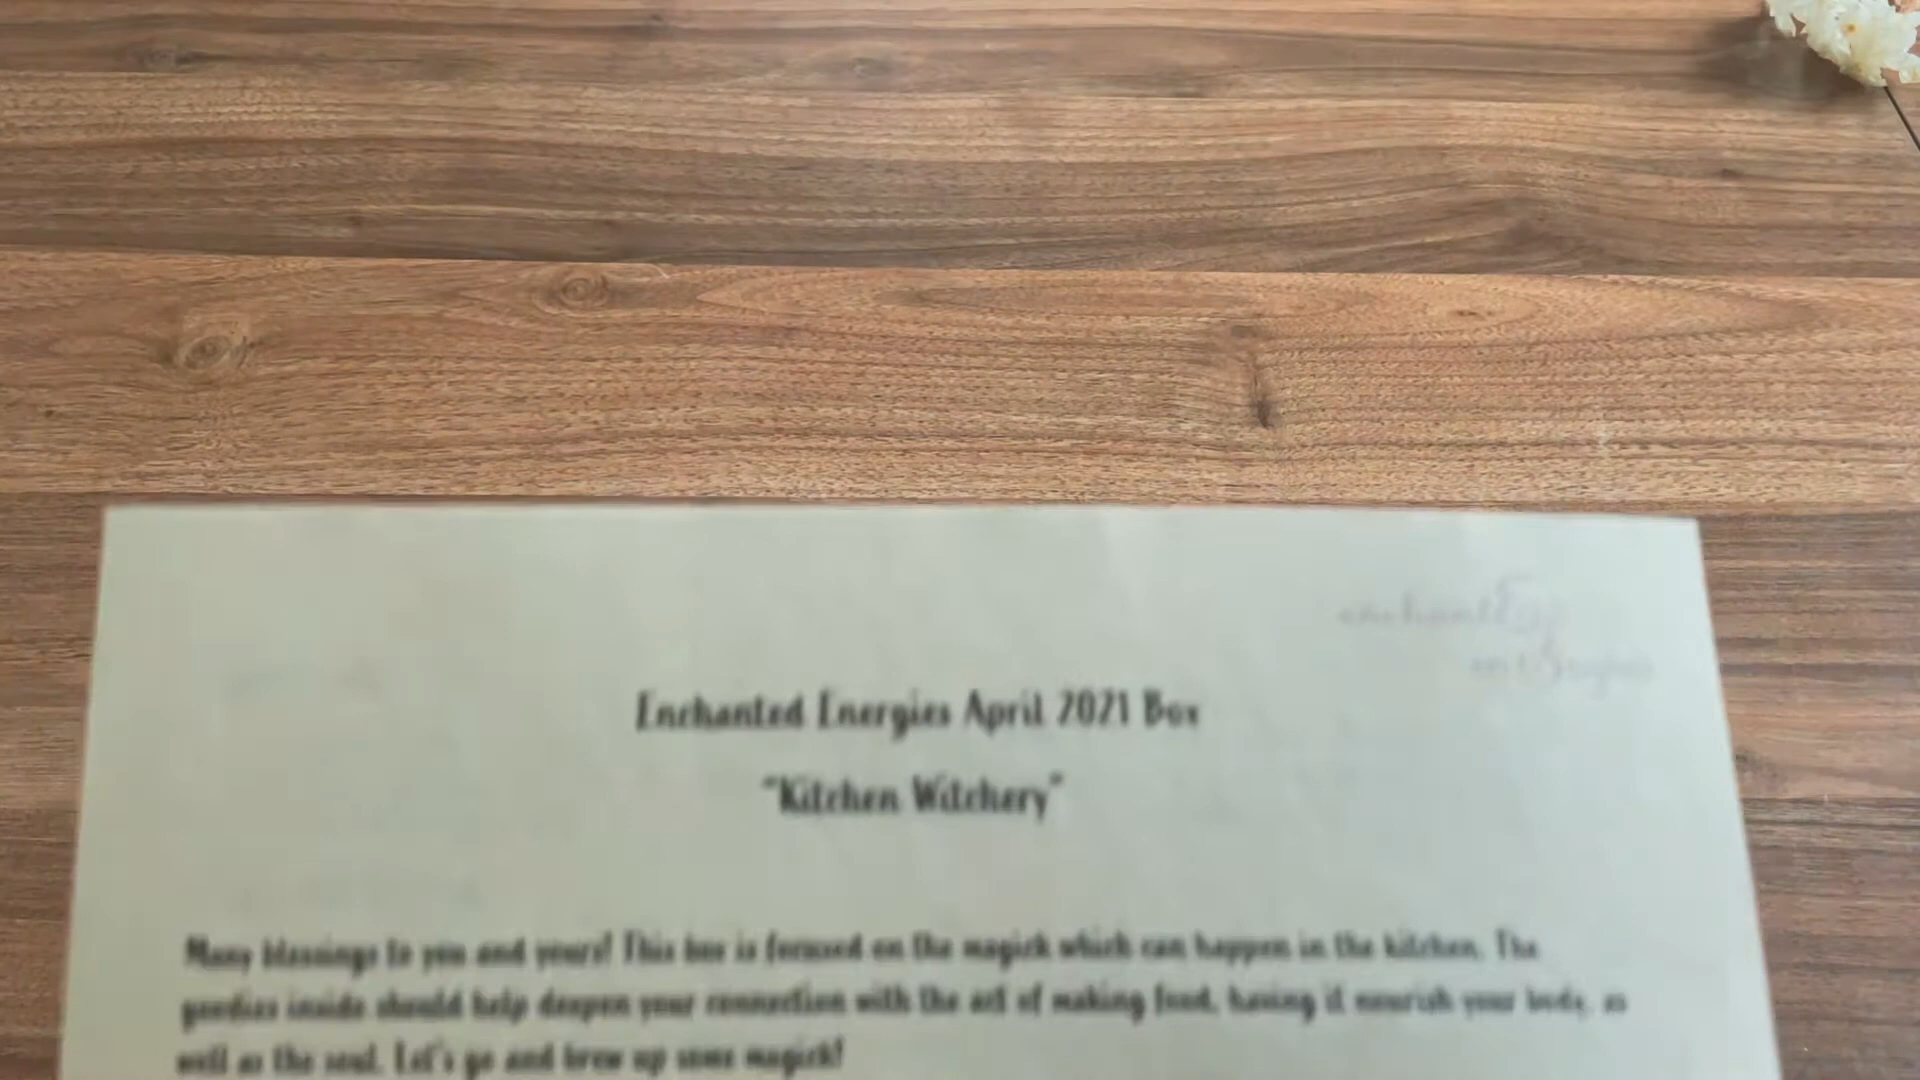 Enchanted Energies April 2021 Box
"Kitchen Witchery"
Many blessings to you and yours! This box is focused on the magick which can happen in the kitchen. The
goodies inside should help deepen your connection with the act of making food, having it nourish your body, as
well as the soul. Let's go and brew up some magick!